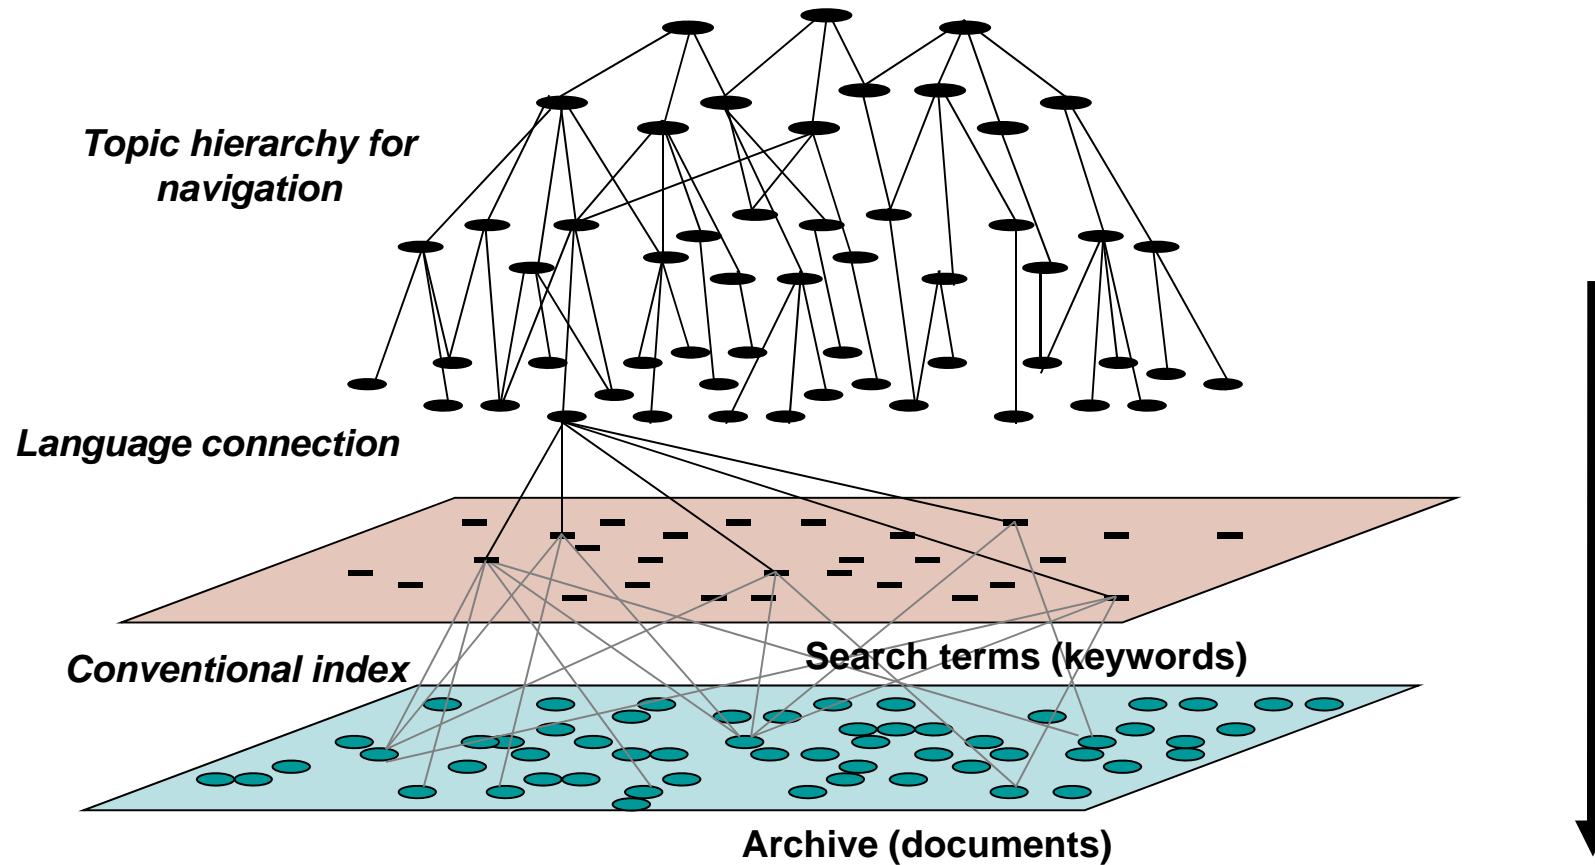 Topic hierarchy for
navigation
Language connection
Search terms (keywords)
Conventional index
Archive (documents)